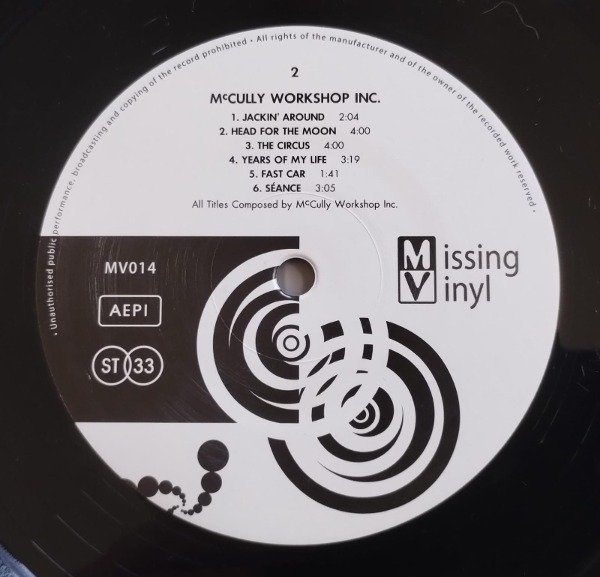 • Unauthorised public performance, broadcasting and copying of the record prohibited • All rights of the manufacturer and of the owner of the recorded work reserved •
2
McCULLY WORKSHOP INC.
1. JACKIN' AROUND 2:04
2. HEAD FOR THE MOON 4:00
3. THE CIRCUS 4:00
4. YEARS OF MY LIFE 3:19
5. FAST CAR 1:41
6. SÉANCE 3:05
All Titles Composed by McCully Workshop Inc.
MV014
AEPI
ST 33
Missing
Vinyl